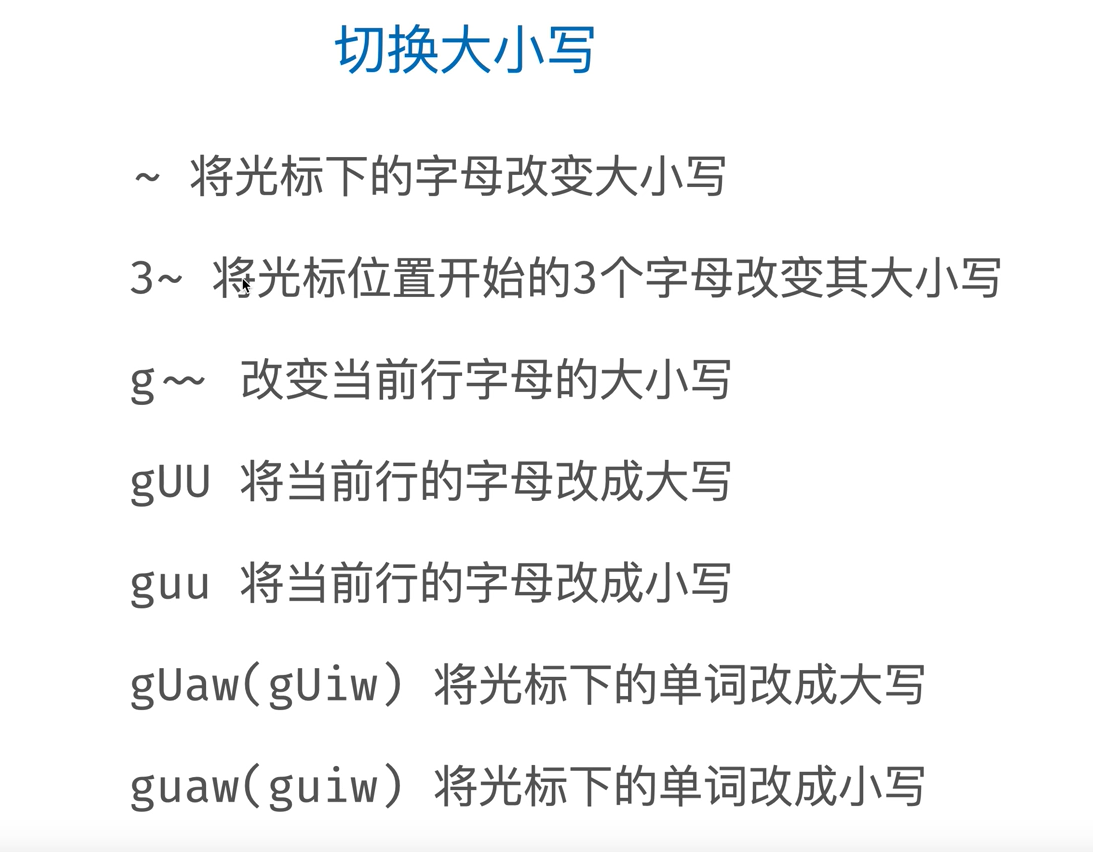 切换大小写
~ 将光标下的字母改变大小写
3~ 将光标位置开始的3个字母改变其大小写
g~~ 改变当前行字母的大小写
gUU 将当前行的字母改成大写
guu 将当前行的字母改成小写
gUaw(gUiw) 将光标下的单词改成大写
guaw(guiw) 将光标下的单词改成小写